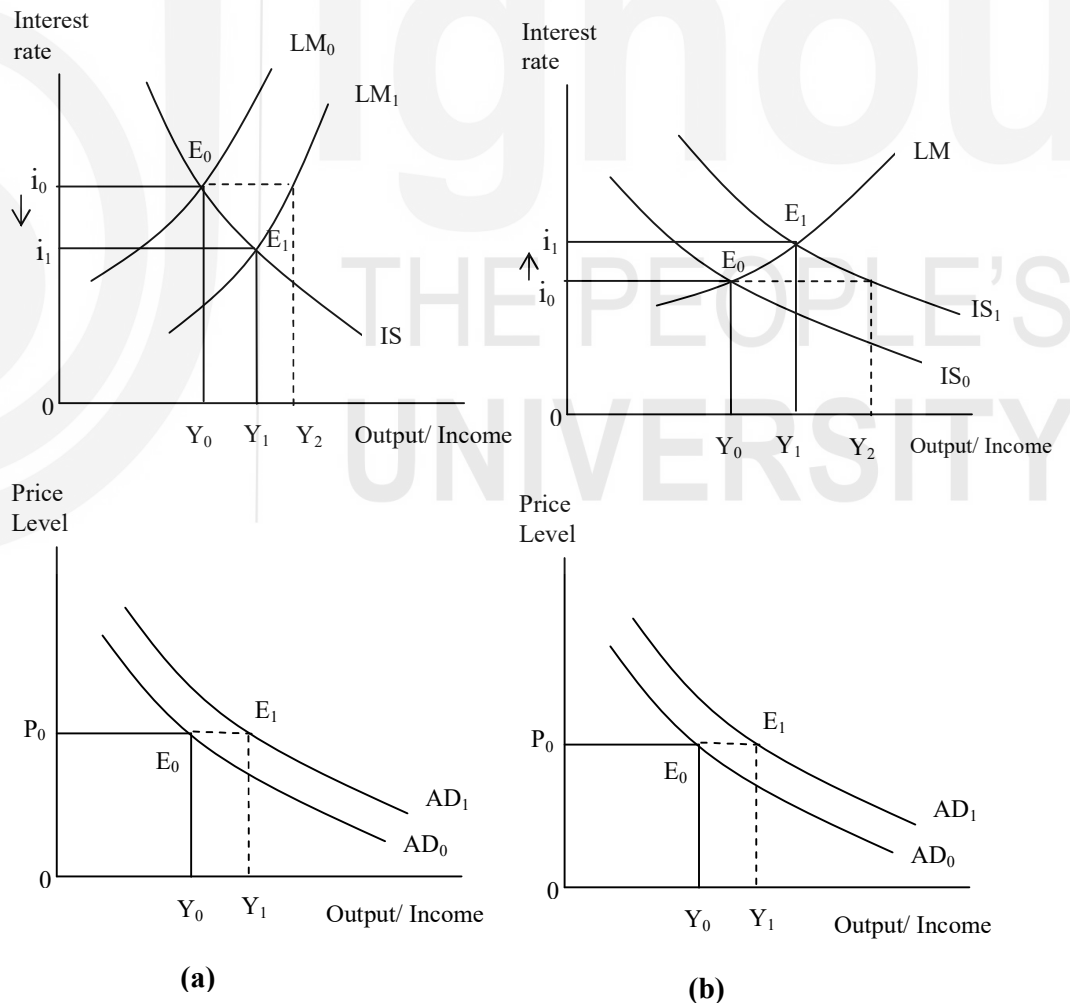 ignou
THE PEOPLE'S
UNIVERSITY
Interest
rate
LM₀
LM₁
E₀
i₀
↓
i₁
E₁
IS
0
Y₀ Y₁ Y₂ Output/ Income
Interest
rate
LM
E₁
i₁
↑
E₀
i₀
IS₁
IS₀
0
Y₀ Y₁ Y₂ Output/ Income
Price
Level
P₀
E₁
E₀
AD₁
AD₀
0
Y₀ Y₁ Output/ Income
(a)
Price
Level
P₀
E₁
E₀
AD₁
AD₀
0
Y₀ Y₁ Output/ Income
(b)